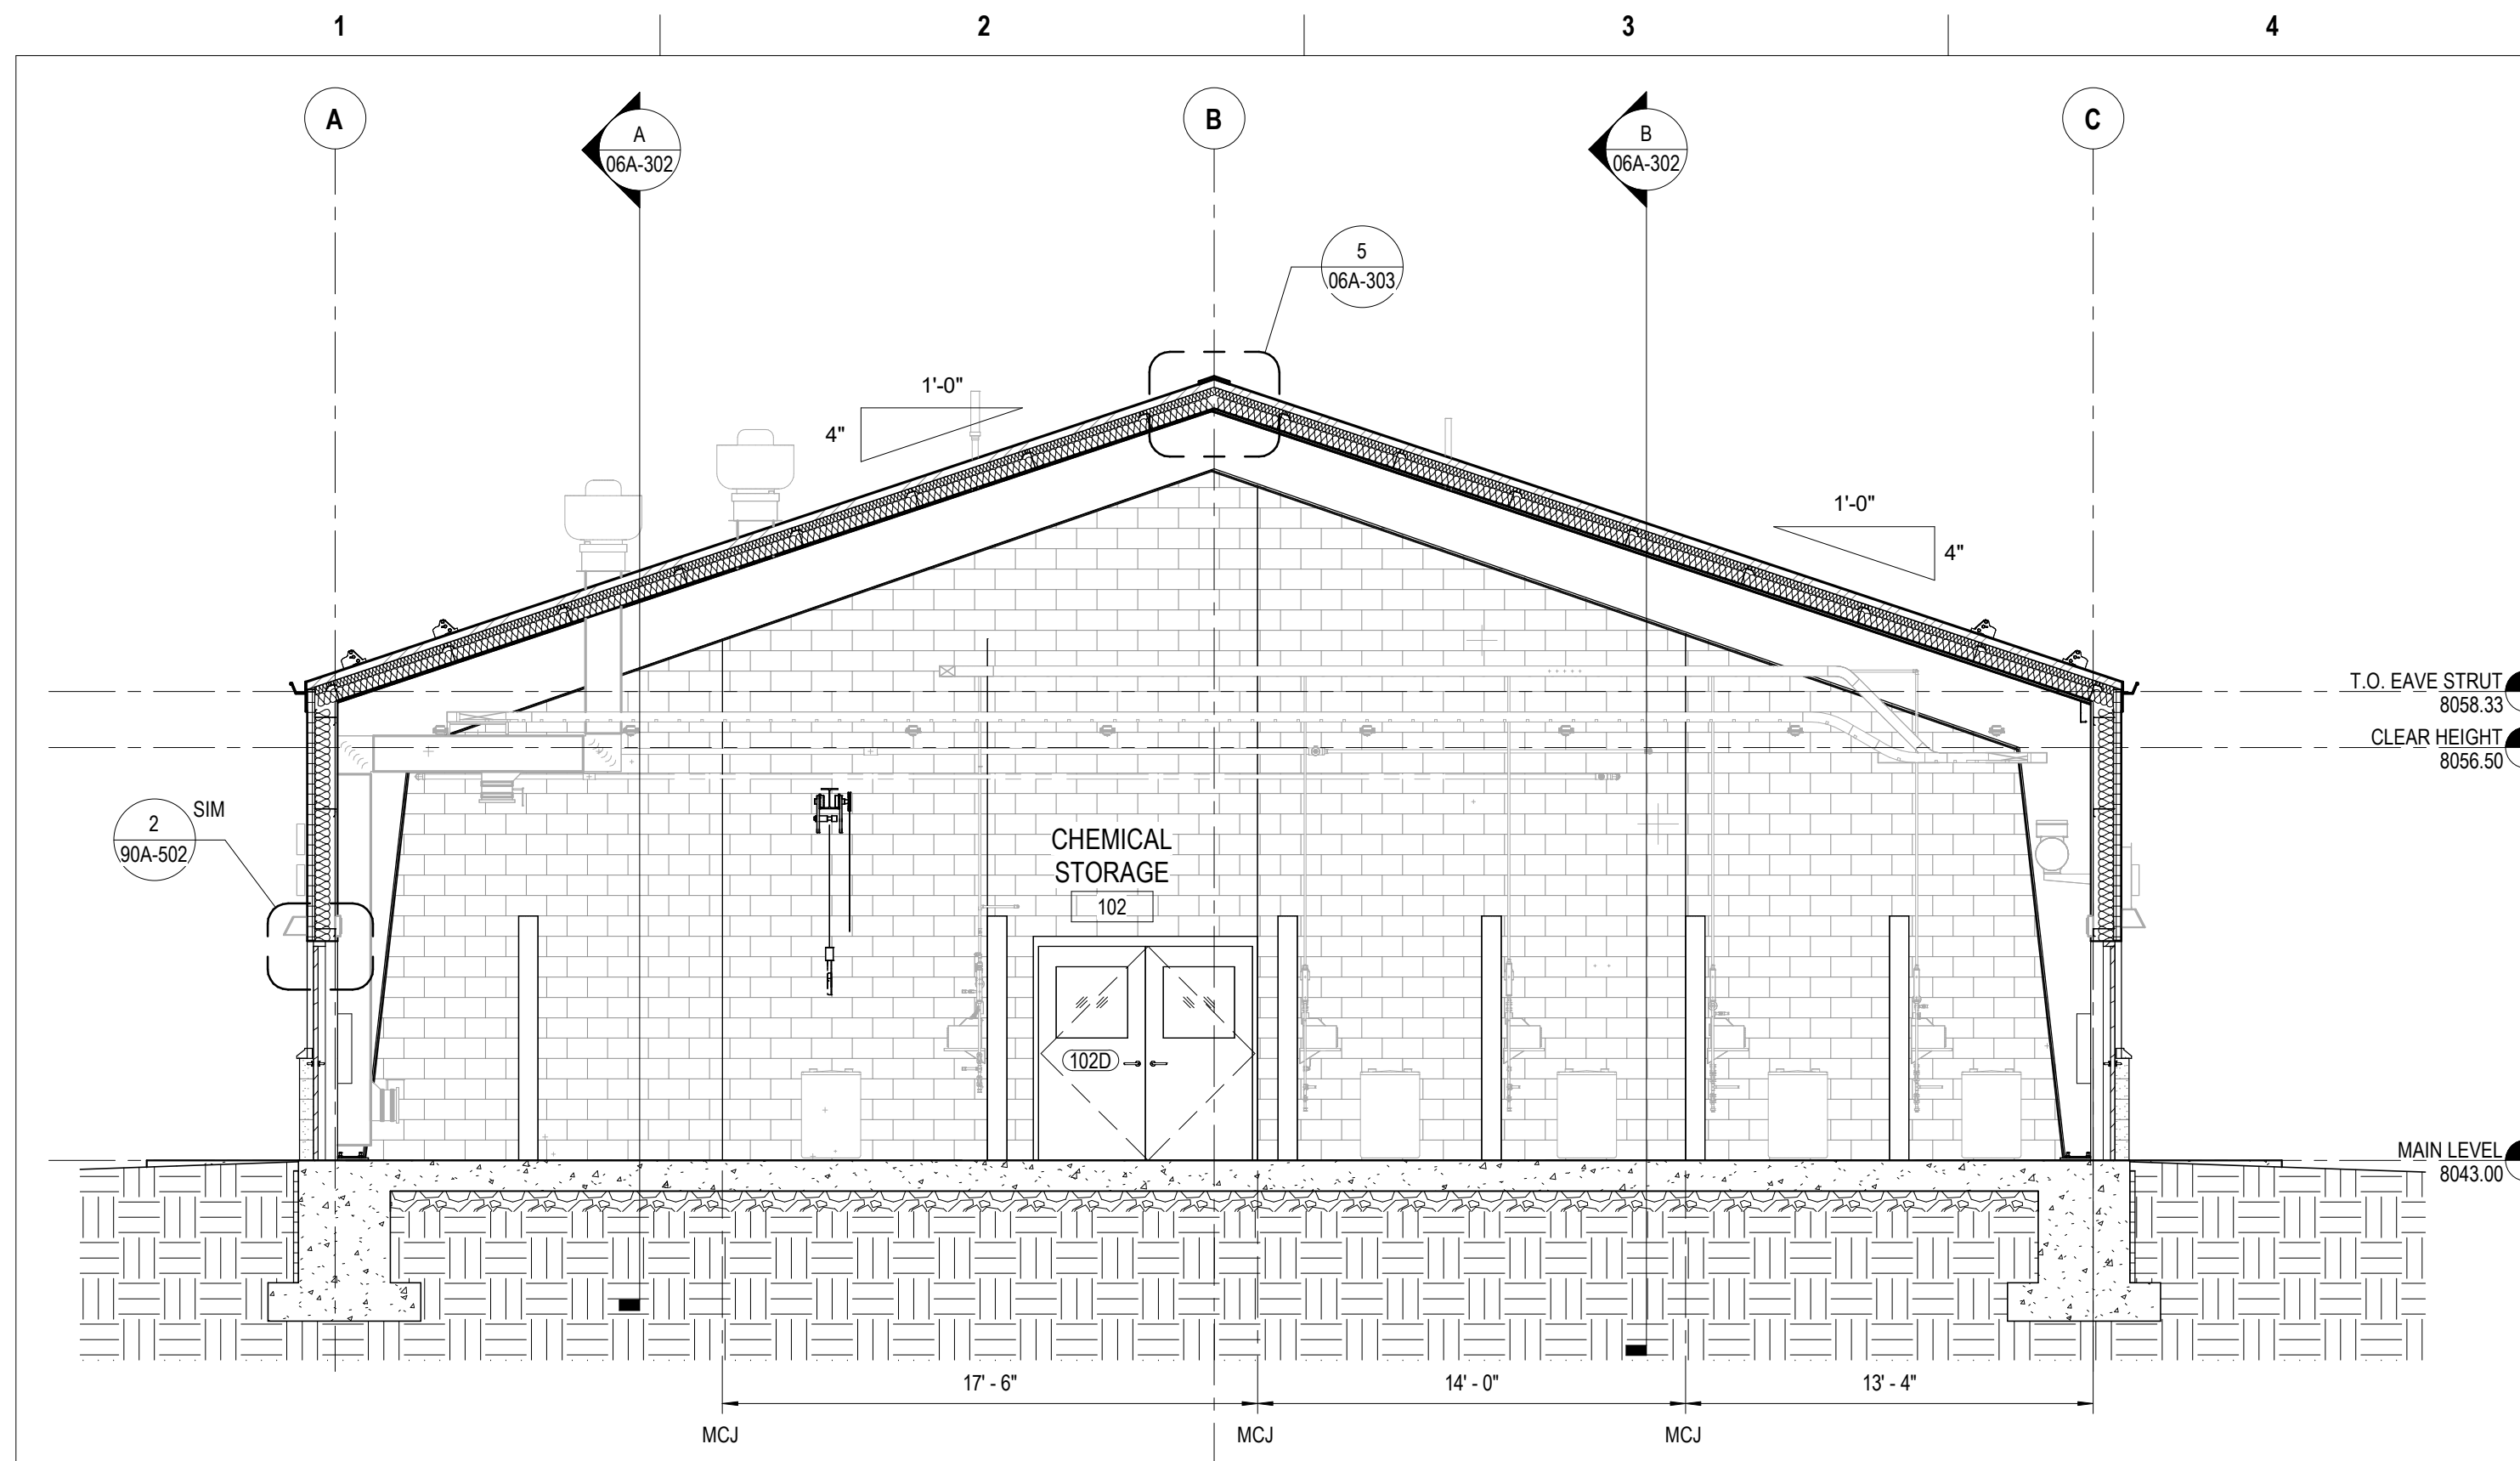 1
2
3
4
A
B
C
A
06A-302
B
06A-302
5
06A-303
1'-0"
4"
1'-0"
4"
T.O. EAVE STRUT
8058.33
CLEAR HEIGHT
8056.50
2
90A-502
SIM
CHEMICAL
STORAGE
102
102D
MAIN LEVEL
8043.00
17' - 6"
14' - 0"
13' - 4"
MCJ
MCJ
MCJ